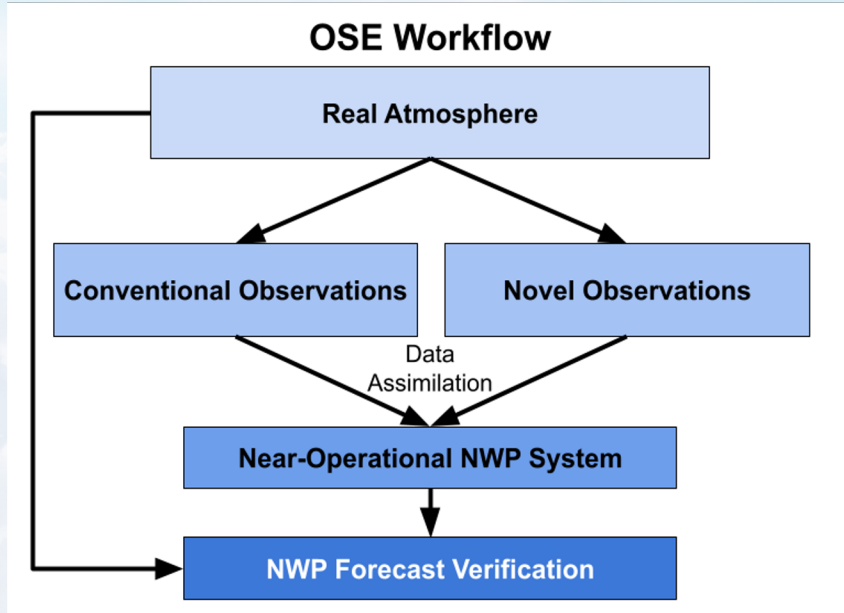 OSE Workflow
Real Atmosphere
Conventional Observations
Novel Observations
Data
Assimilation
Near-Operational NWP System
NWP Forecast Verification